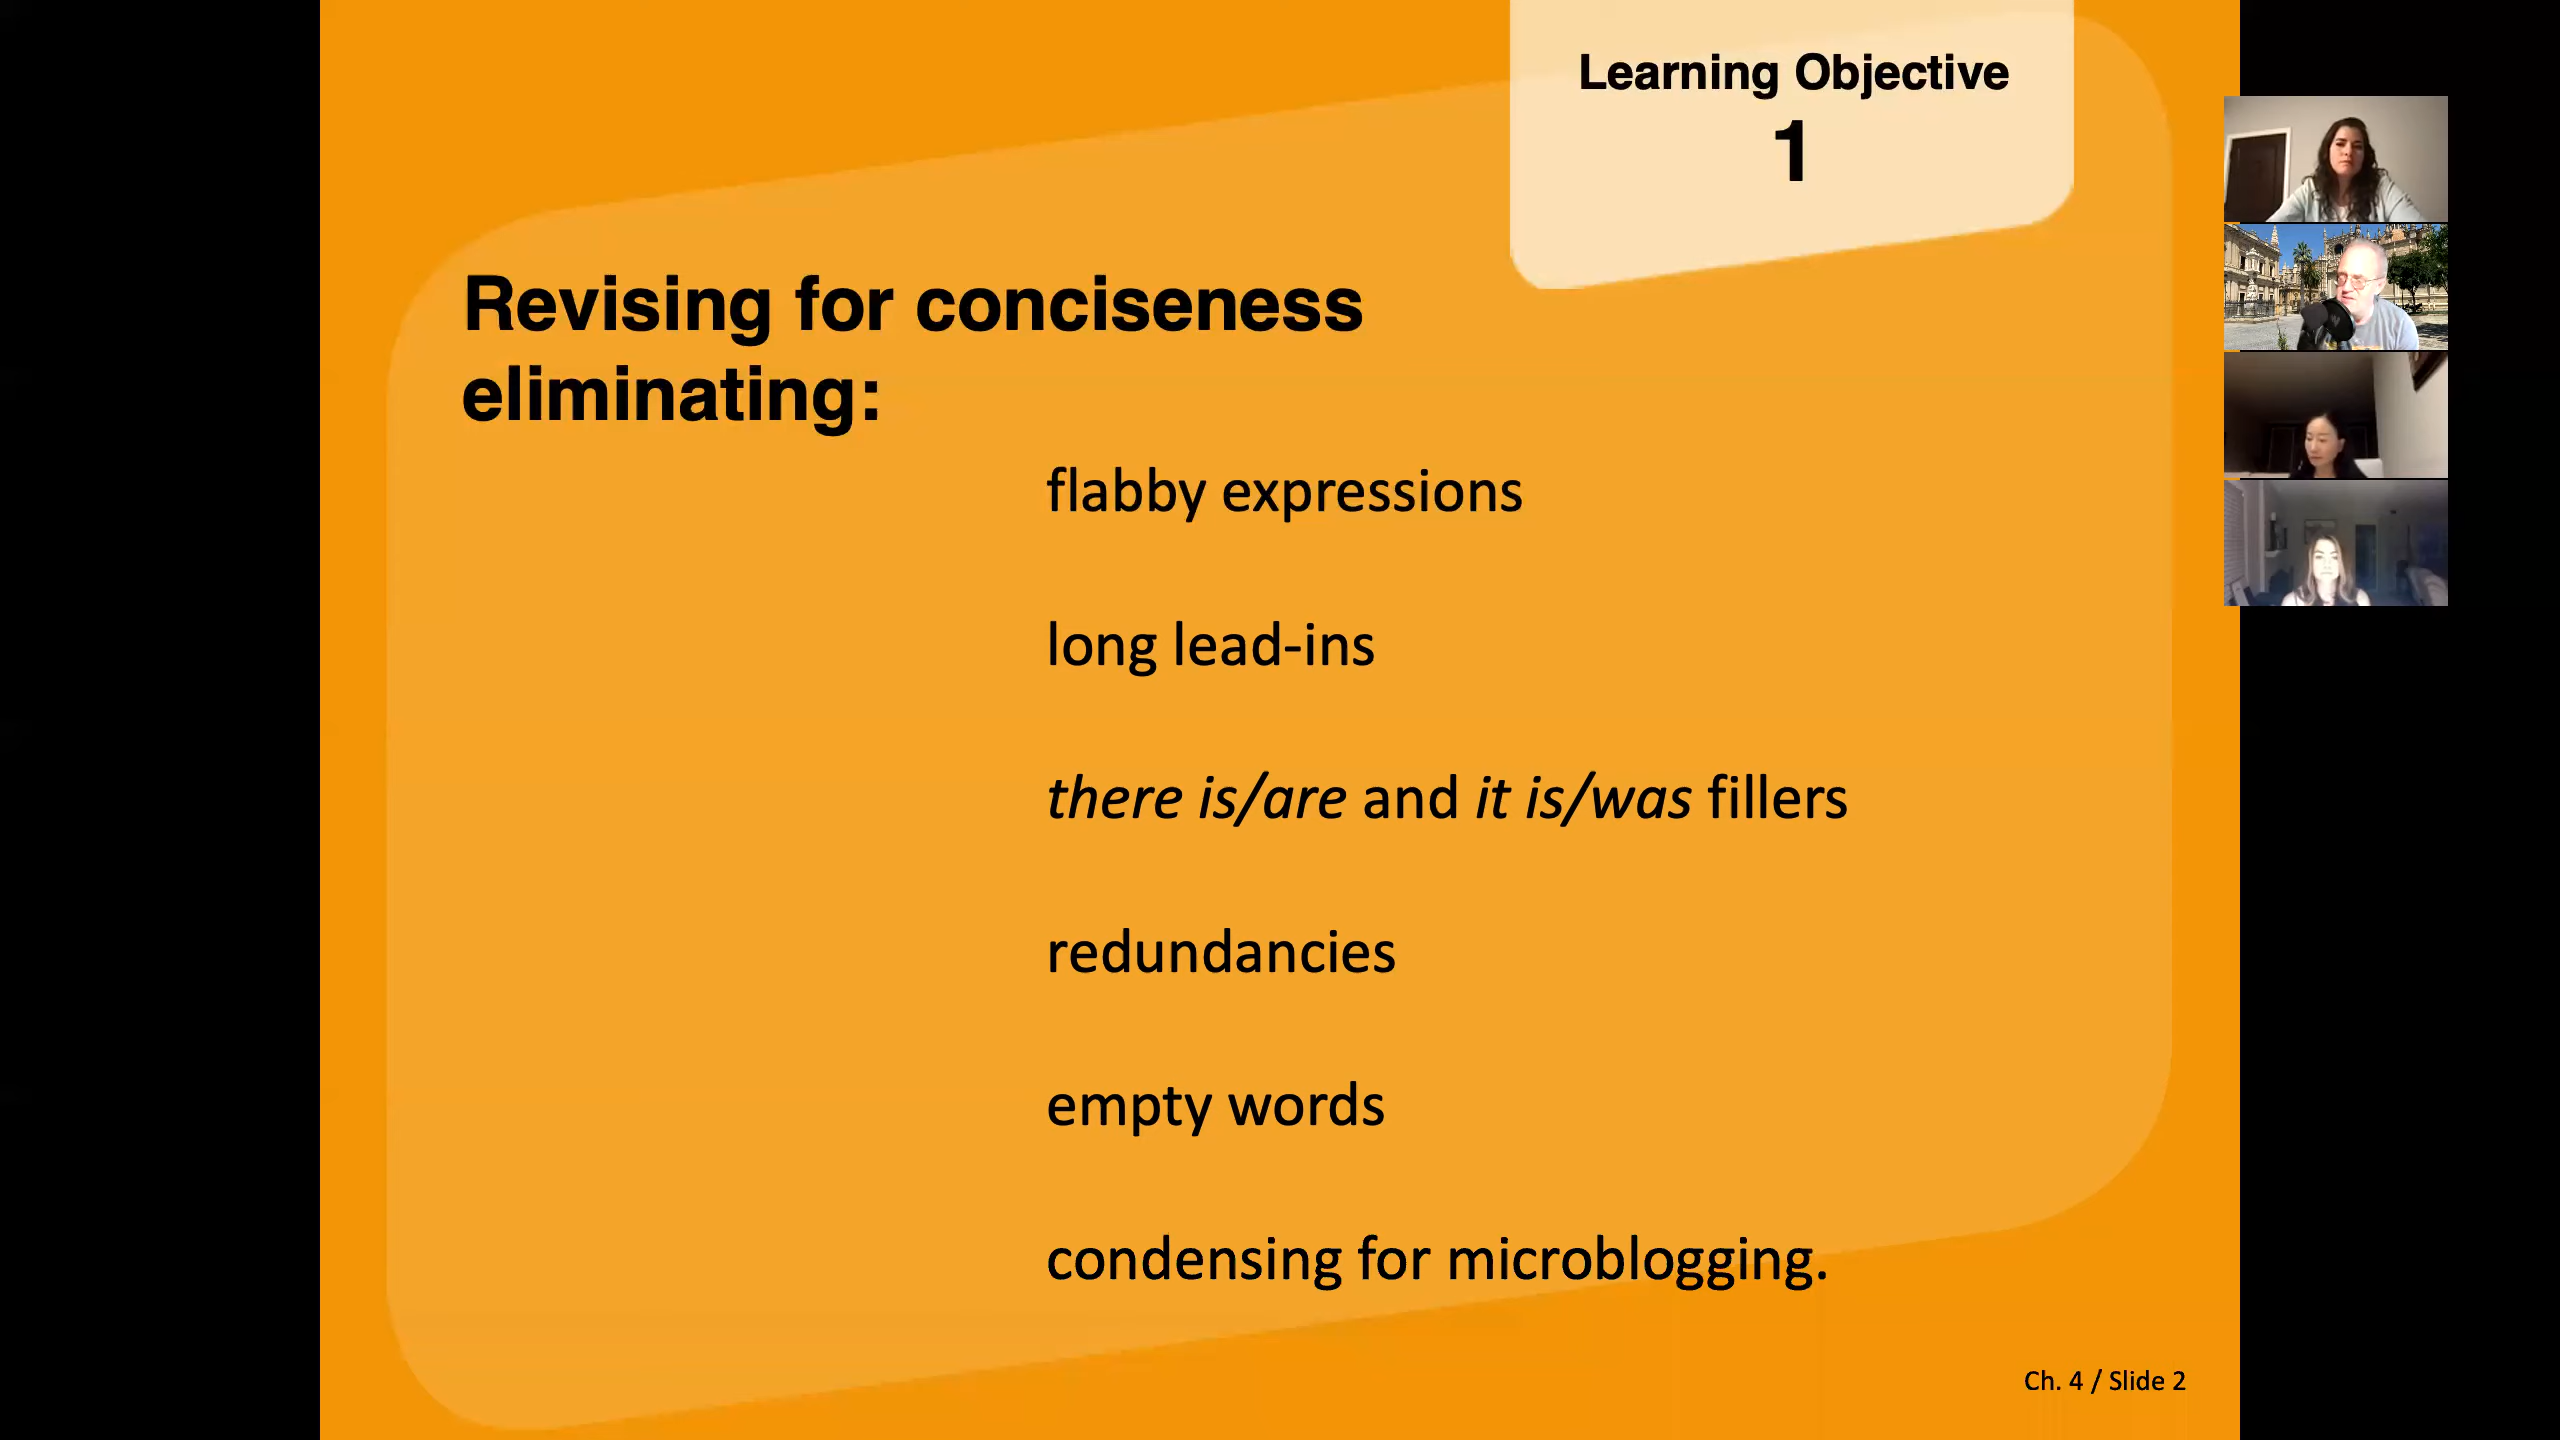 Learning Objective
1
Revising for conciseness
eliminating:
flabby expressions
long lead-ins
there is/are and it is/was fillers
redundancies
empty words
condensing for microblogging.
Ch. 4 / Slide 2